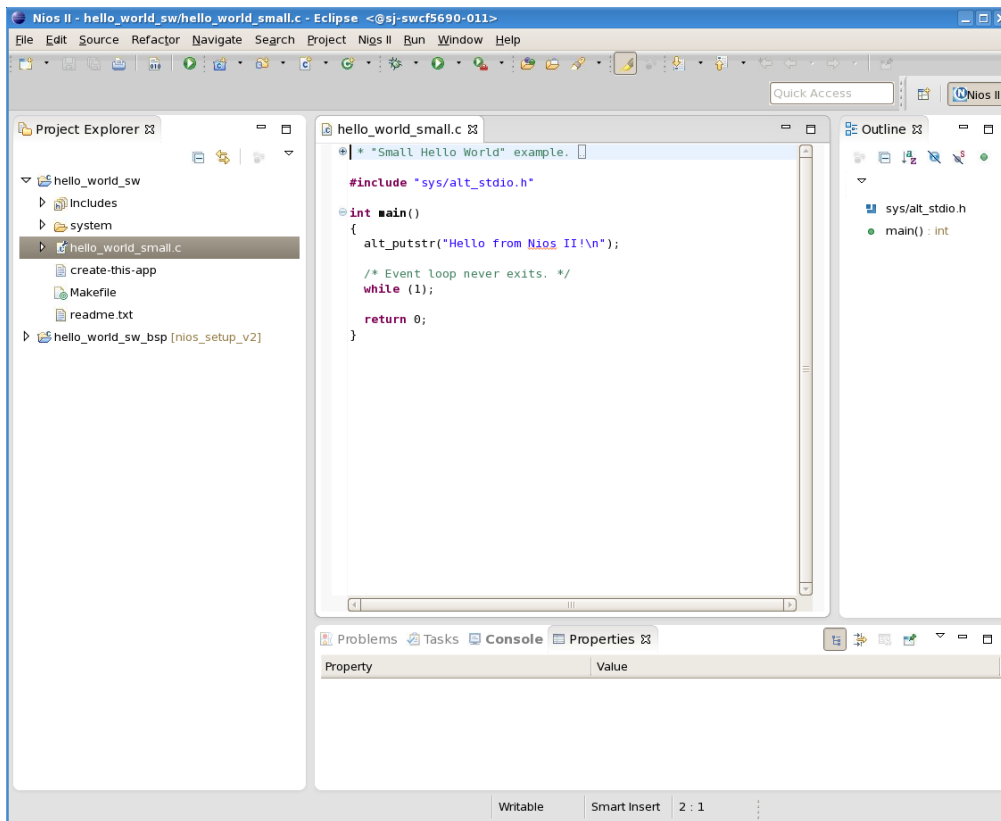 Nios II - hello_world_sw/hello_world_small.c - Eclipse <@sj-swcf5690-011>
File Edit Source Refactor Navigate Search Project Nios II Run Window Help
Quick Access
Nios II
Project Explorer
hello_world_sw
Includes
system
hello_world_small.c
create-this-app
Makefile
readme.txt
hello_world_sw_bsp [nios_setup_v2]
hello_world_small.c
* "Small Hello World" example.
#include "sys/alt_stdio.h"
int main()
{
alt_putstr("Hello from Nios II!\n");
/* Event loop never exits. */
while (1);
return 0;
}
Outline
sys/alt_stdio.h
main() : int
Problems Tasks Console Properties
Property Value
Writable Smart Insert 2 : 1